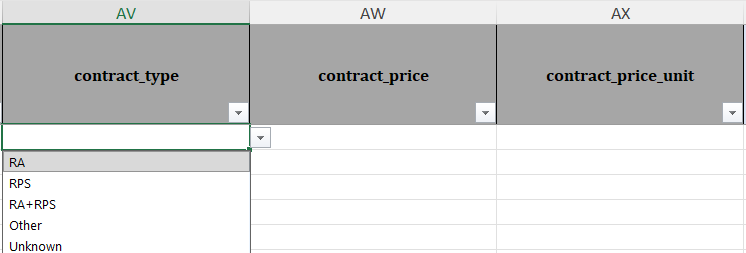 AV AW AX
contract_type contract_price contract_price_unit
RA
RPS
RA+RPS
Other
Unknown